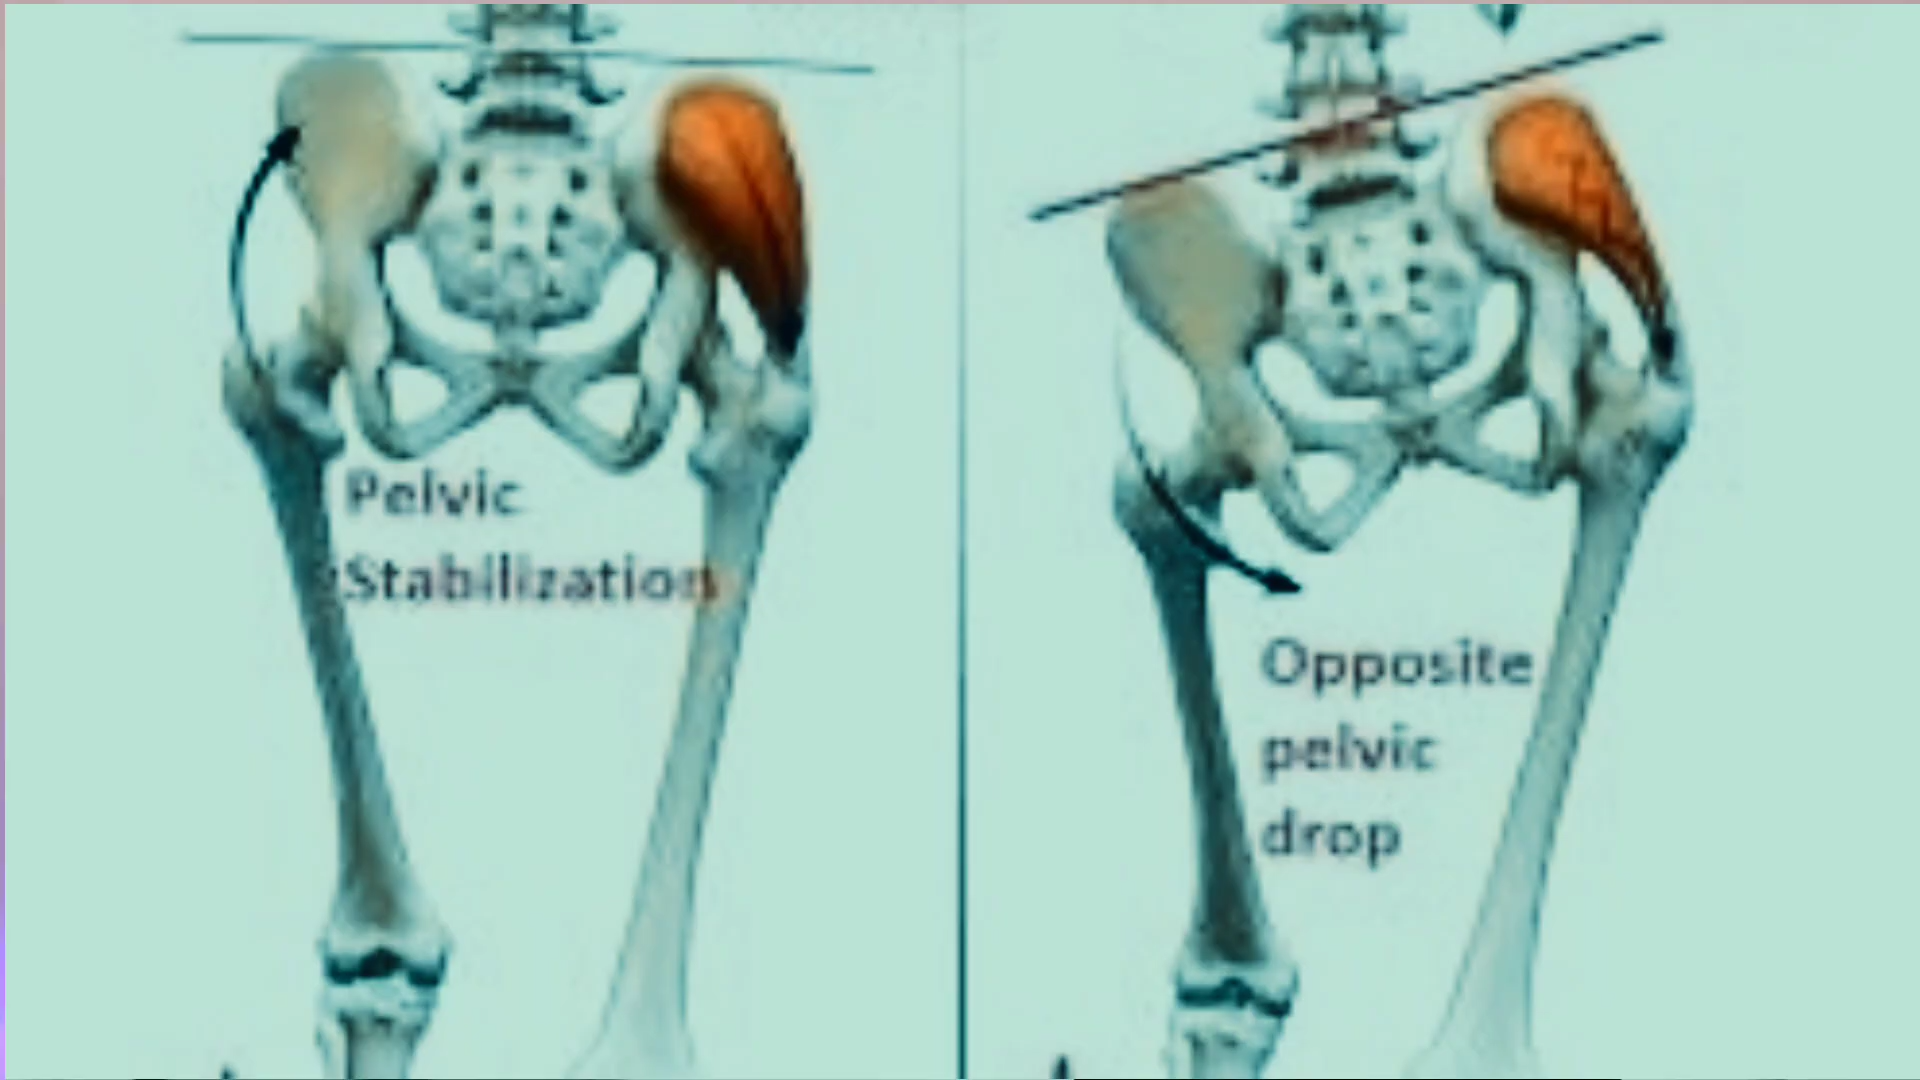 Pelvic
Stabilization
Opposite
pelvic
drop